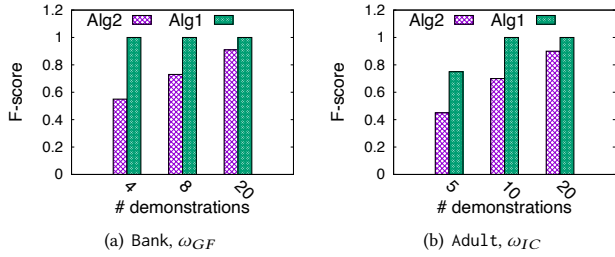 Alg2 Alg1
F-score
1.2
1
0.8
0.6
0.4
0.2
0
4 8 20
# demonstrations
(a) Bank, ωGF
Alg2 Alg1
F-score
1.2
1
0.8
0.6
0.4
0.2
0
5 10 20
# demonstrations
(b) Adult, ωIC